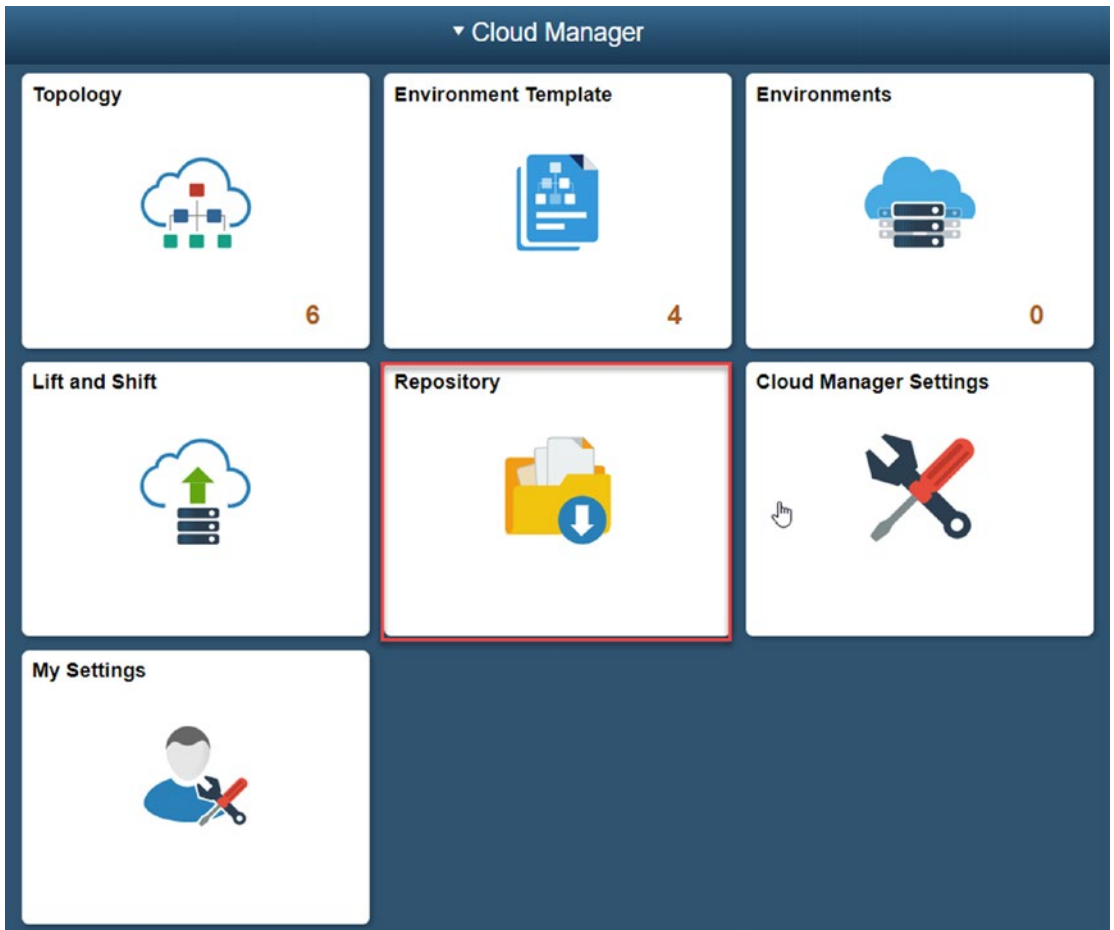 Cloud Manager
Topology
6
Environment Template
4
Environments
0
Lift and Shift
Repository
Cloud Manager Settings
My Settings